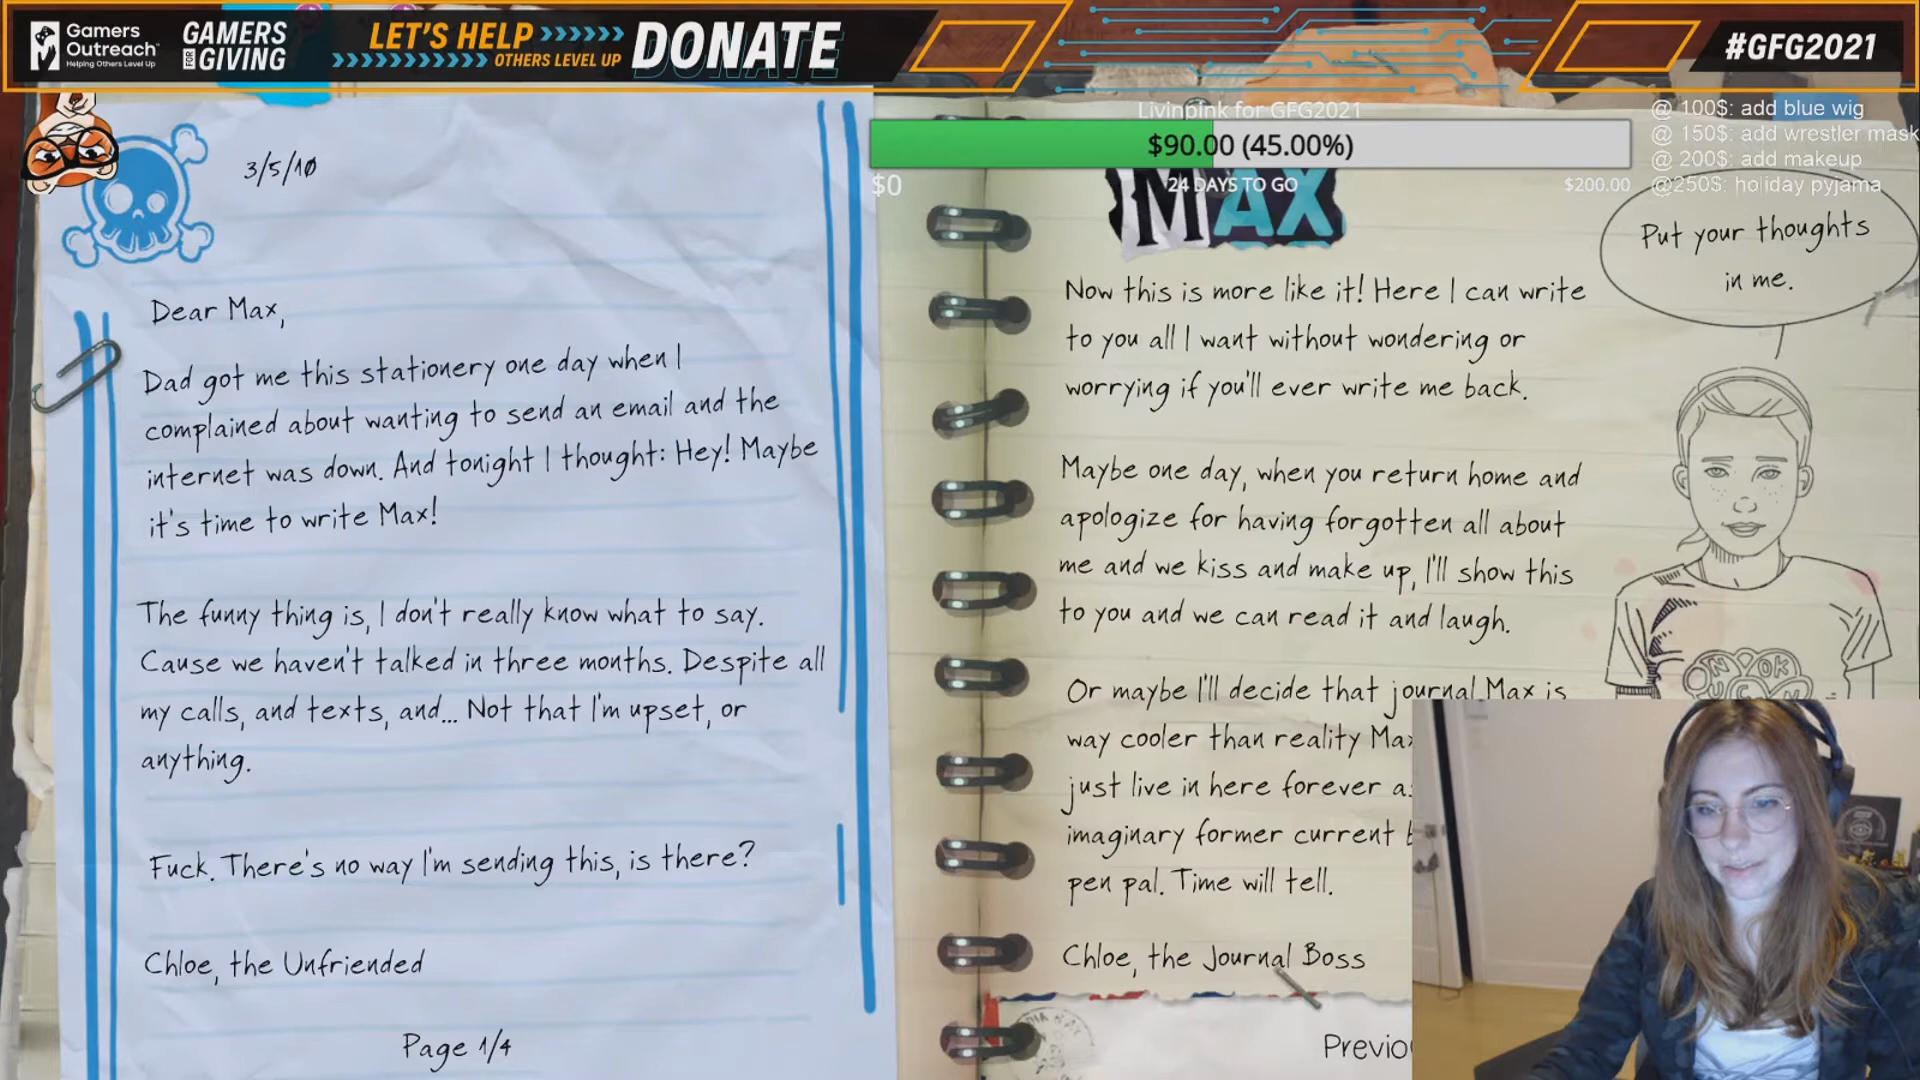 Gamers
Outreach
Helping Others Level Up
GAMERS
FOR GIVING
LET'S HELP
OTHERS LEVEL UP
DONATE
#GFG2021
Livinpink for GFG2021
$90.00 (45.00%)
$0
24 DAYS TO GO
$200.00
@ 100$: add blue wig
@ 150$: add wrestler mask
@ 200$: add makeup
@250$: holiday pyjama
3/5/10
Dear Max,
Dad got me this stationery one day when I
complained about wanting to send an email and the
internet was down. And tonight I thought: Hey! Maybe
it's time to write Max!
The funny thing is, I don't really know what to say.
Cause we haven't talked in three months. Despite all
my calls, and texts, and... Not that I'm upset, or
anything.
Fuck. There's no way I'm sending this, is there?
Chloe, the Unfriended
Page 1/4
MAX
Now this is more like it! Here I can write
to you all I want without wondering or
worrying if you'll ever write me back.
Maybe one day, when you return home and
apologize for having forgotten all about
me and we kiss and make up, I'll show this
to you and we can read it and laugh.
Or maybe I'll decide that journal Max is
way cooler than reality Max
just live in here forever as
imaginary former current
pen pal. Time will tell.
Chloe, the Journal Boss
Previo
Put your thoughts
in me.